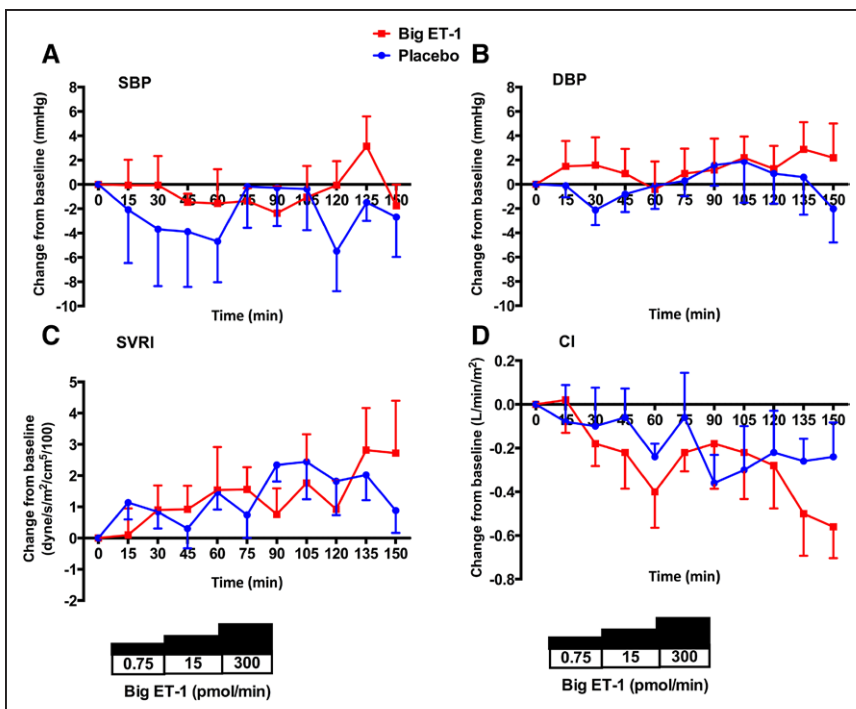 Big ET-1
Placebo
A
SBP
Change from baseline (mmHg)
8
6
4
2
0
-2
-4
-6
-8
-10
0 15 30 45 60 75 90 105 120 135 150
Time (min)
B
DBP
Change from baseline (mmHg)
8
6
4
2
0
-2
-4
-6
-8
-10
0 15 30 45 60 75 90 105 120 135 150
Time (min)
C
SVRI
Change from baseline
(dyne/s/m²/cm³/100)
5
4
3
2
1
0
-1
-2
0 15 30 45 60 75 90 105 120 135 150
Time (min)
D
CI
Change from baseline (L/min/m²)
0.2
0.0
-0.2
-0.4
-0.6
-0.8
0 15 30 45 60 75 90 105 120 135 150
Time (min)
0.75 15 300
Big ET-1 (pmol/min)
0.75 15 300
Big ET-1 (pmol/min)